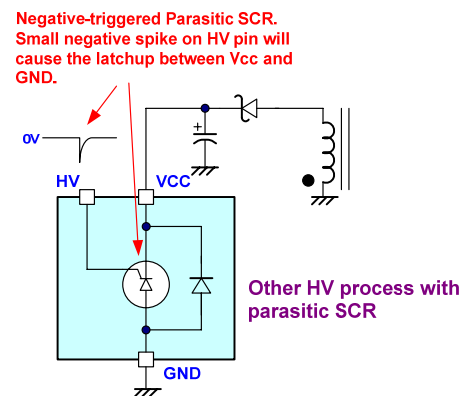 Negative-triggered Parasitic SCR.
Small negative spike on HV pin will
cause the latchup between Vcc and
GND.
0V
+
HV
VCC
Other HV process with
parasitic SCR
GND